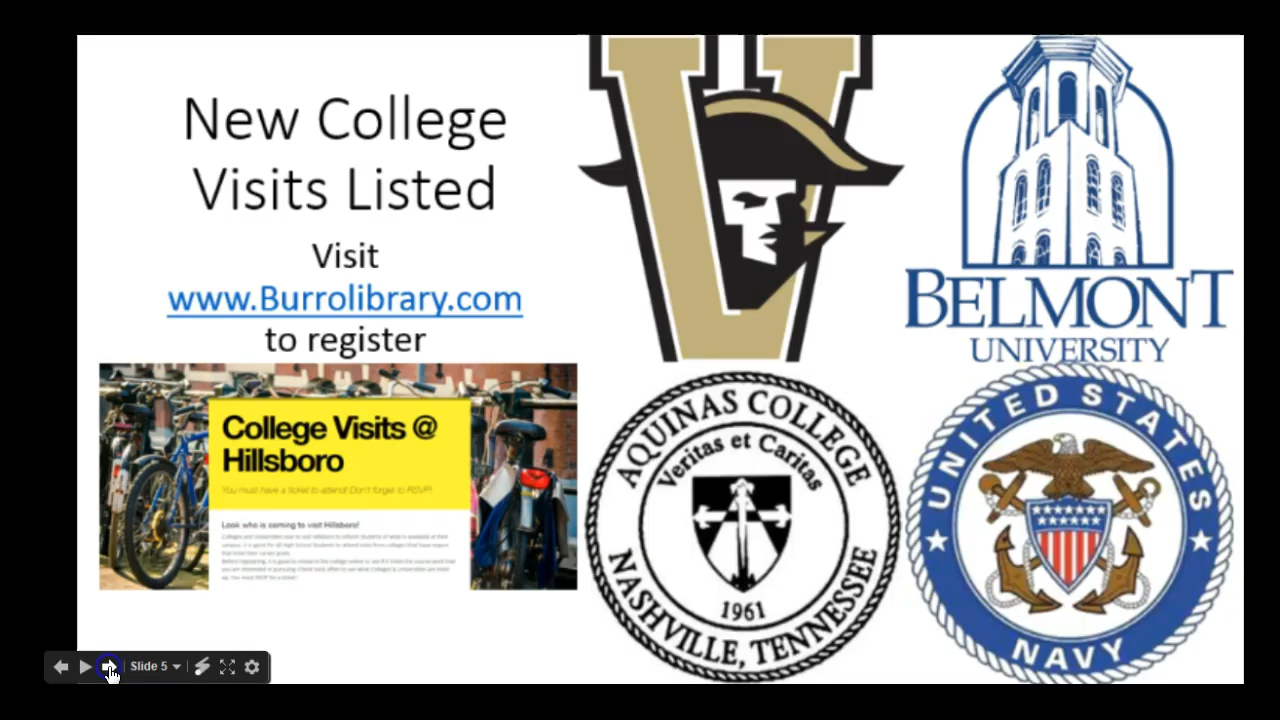 New College
Visits Listed
Visit
www.Burrolibrary.com
to register
College Visits @
Hillsboro
You must have a ticket to attend! Don't forget to RSVP!
Look who is coming to visit Hillsboro!
V
BELMONT
UNIVERSITY
AQUINAS COLLEGE
Veritas et Caritas
1961
NASHVILLE, TENNESSEE
UNITED STATES
NAVY
Slide 5